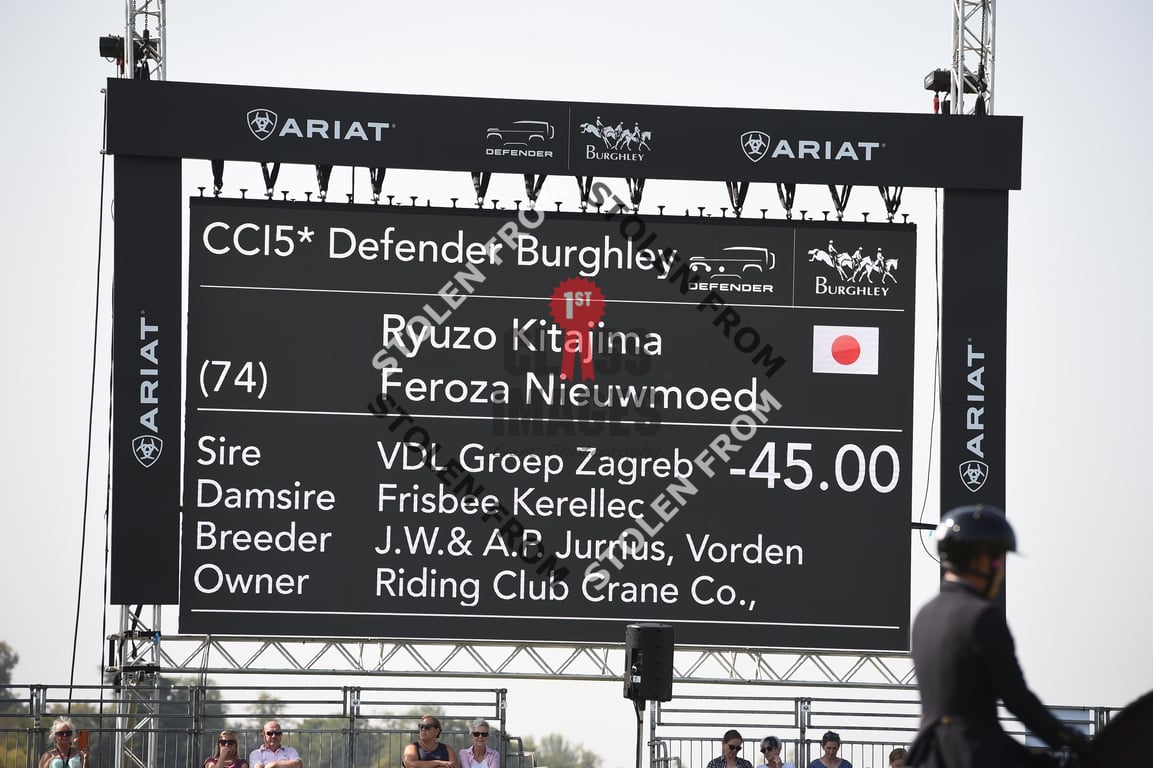 ARIAT DEFENDER BURGHLEY ARIAT
CCI5* Defender Burghley DEFENDER BURGHLEY
Ryuzo Kitajima
(74) Feroza Nieuwmoed
Sire VDL Groep Zagreb -45.00
Damsire Frisbee Kerellec
Breeder J.W.& A.P. Jurrius, Vorden
Owner Riding Club Crane Co.,
ARIAT
ARIAT
1ST
CLASS
IMAGES
STOLEN FROM
STOLEN FROM
STOLEN FROM
STOLEN FROM